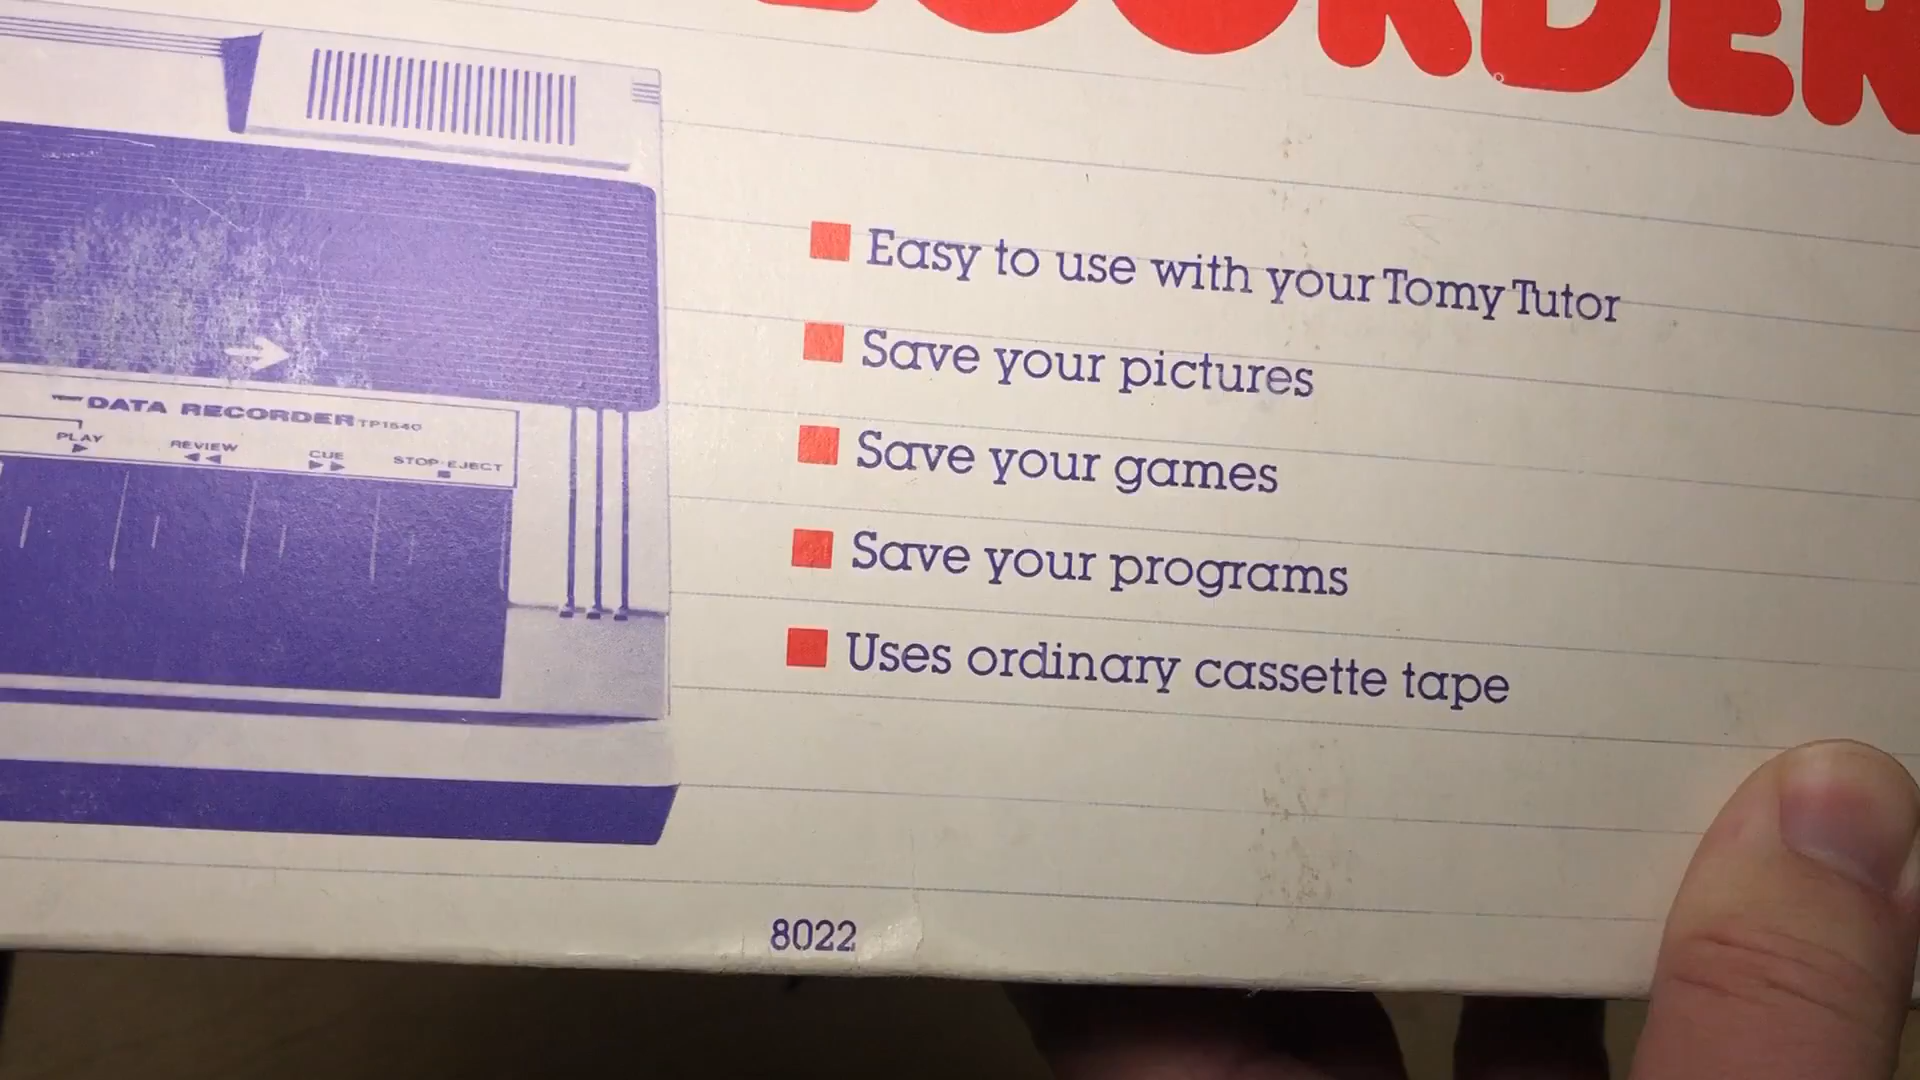 CORDER
Easy to use with your Tomy Tutor
Save your pictures
Save your games
Save your programs
Uses ordinary cassette tape
DATA RECORDER TP1540
PLAY REVIEW CUE STOP·EJECT
8022